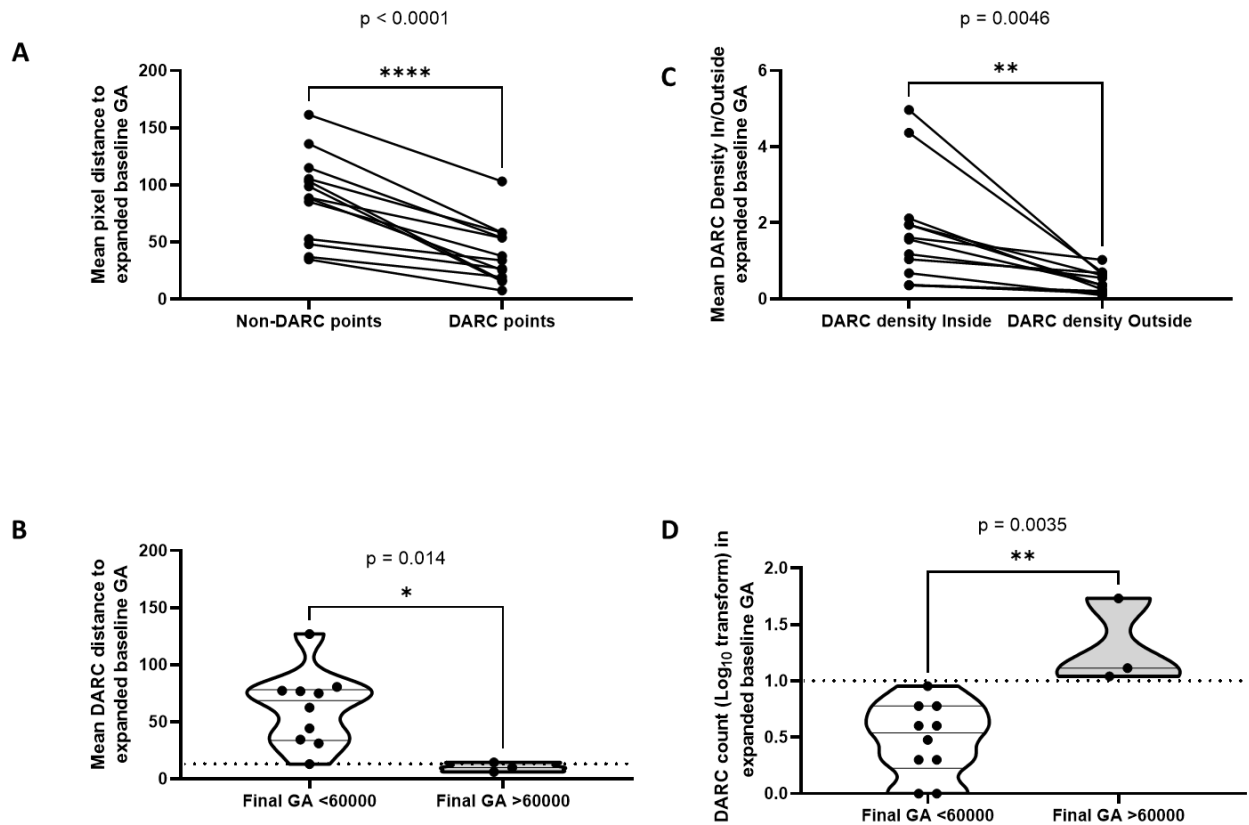 A
p < 0.0001
****
200
150
100
50
0
Mean pixel distance to
expanded baseline GA
Non-DARC points
DARC points
C
p = 0.0046
**
6
4
2
0
Mean DARC Density In/Outside
expanded baseline GA
DARC density Inside
DARC density Outside
B
p = 0.014
*
200
150
100
50
0
Mean DARC distance to
expanded baseline GA
Final GA <60000
Final GA >60000
D
p = 0.0035
**
2.0
1.5
1.0
0.5
0.0
DARC count (Log10 transform) in
expanded baseline GA
Final GA <60000
Final GA >60000